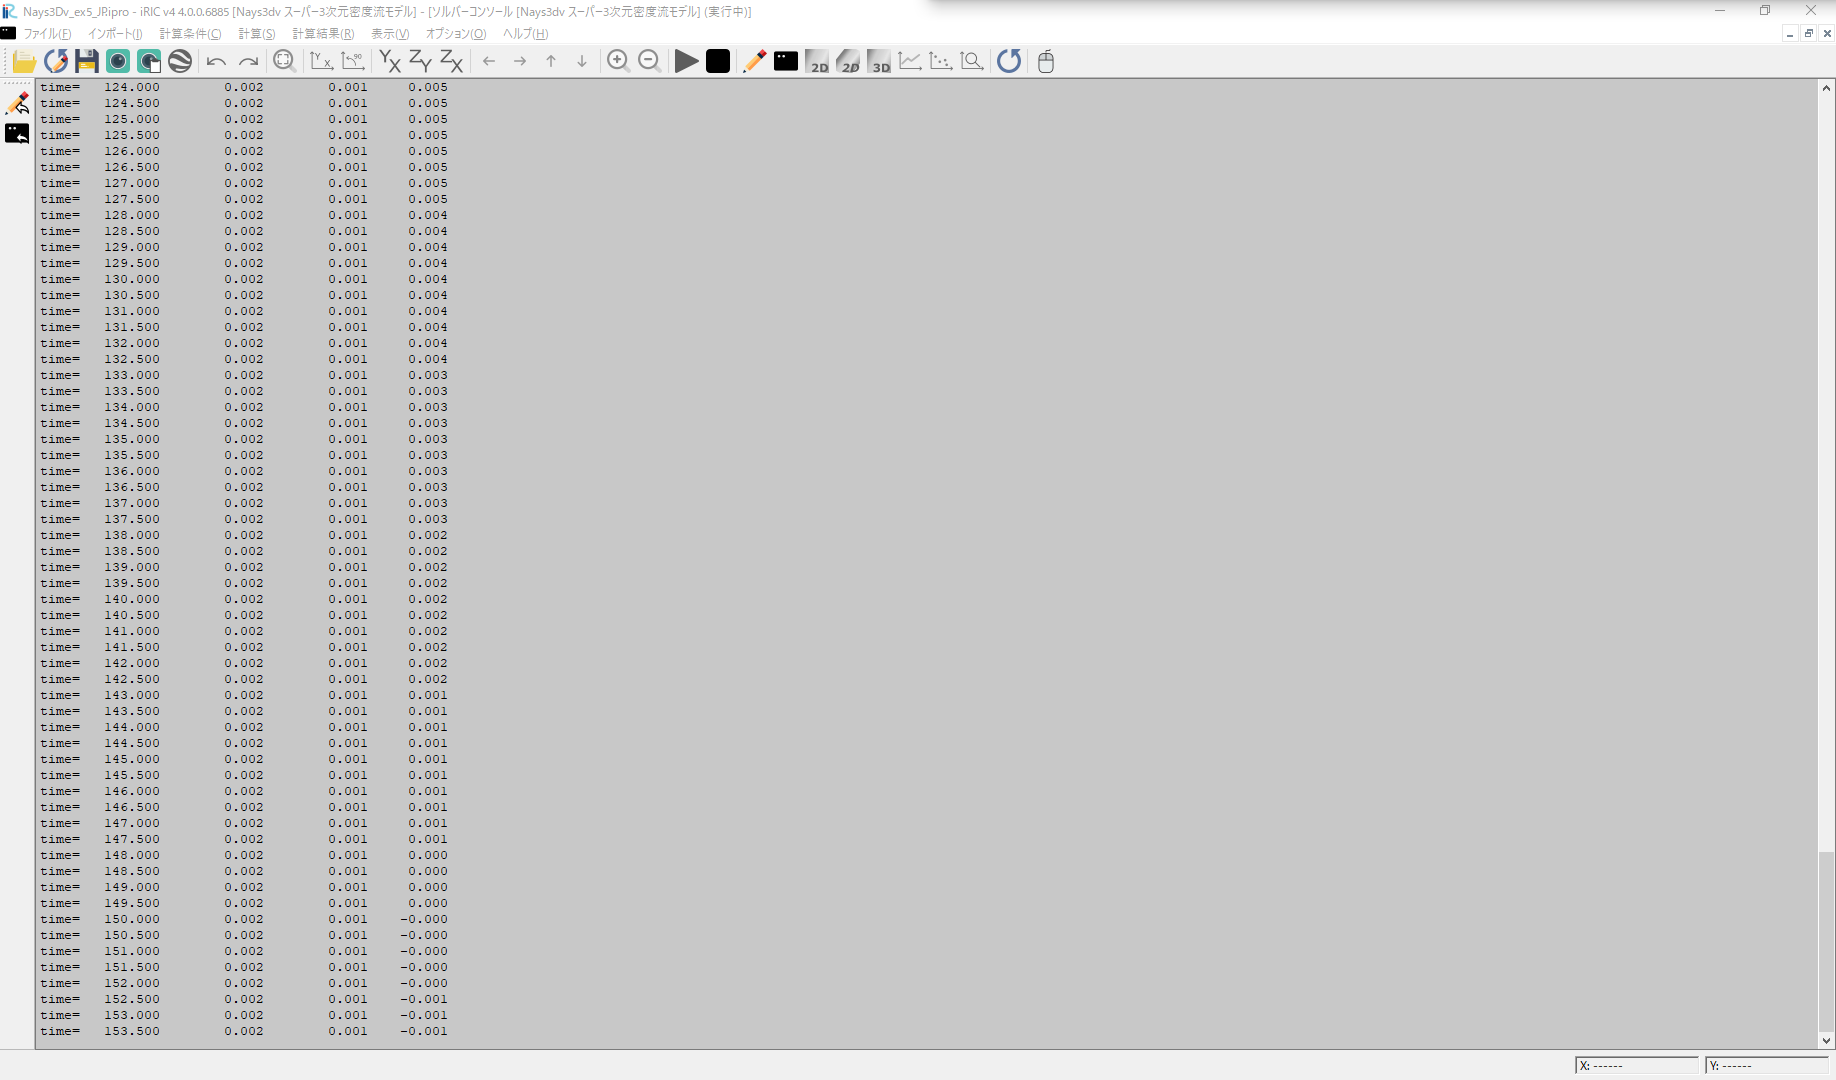 Nays3Dv_ex5_JP.ipro - iRIC v4 4.0.0.6885 [Nays3dv スーパー3次元密度流モデル] - [ソルバーコンソール [Nays3dv スーパー3次元密度流モデル] (実行中)]
ファイル(F) インポート(I) 計算条件(C) 計算(S) 計算結果(R) 表示(V) オプション(O) ヘルプ(H)
2D 2D 3D
time= 124.000 0.002 0.001 0.005
time= 124.500 0.002 0.001 0.005
time= 125.000 0.002 0.001 0.005
time= 125.500 0.002 0.001 0.005
time= 126.000 0.002 0.001 0.005
time= 126.500 0.002 0.001 0.005
time= 127.000 0.002 0.001 0.005
time= 127.500 0.002 0.001 0.005
time= 128.000 0.002 0.001 0.004
time= 128.500 0.002 0.001 0.004
time= 129.000 0.002 0.001 0.004
time= 129.500 0.002 0.001 0.004
time= 130.000 0.002 0.001 0.004
time= 130.500 0.002 0.001 0.004
time= 131.000 0.002 0.001 0.004
time= 131.500 0.002 0.001 0.004
time= 132.000 0.002 0.001 0.004
time= 132.500 0.002 0.001 0.004
time= 133.000 0.002 0.001 0.003
time= 133.500 0.002 0.001 0.003
time= 134.000 0.002 0.001 0.003
time= 134.500 0.002 0.001 0.003
time= 135.000 0.002 0.001 0.003
time= 135.500 0.002 0.001 0.003
time= 136.000 0.002 0.001 0.003
time= 136.500 0.002 0.001 0.003
time= 137.000 0.002 0.001 0.003
time= 137.500 0.002 0.001 0.003
time= 138.000 0.002 0.001 0.002
time= 138.500 0.002 0.001 0.002
time= 139.000 0.002 0.001 0.002
time= 139.500 0.002 0.001 0.002
time= 140.000 0.002 0.001 0.002
time= 140.500 0.002 0.001 0.002
time= 141.000 0.002 0.001 0.002
time= 141.500 0.002 0.001 0.002
time= 142.000 0.002 0.001 0.002
time= 142.500 0.002 0.001 0.002
time= 143.000 0.002 0.001 0.001
time= 143.500 0.002 0.001 0.001
time= 144.000 0.002 0.001 0.001
time= 144.500 0.002 0.001 0.001
time= 145.000 0.002 0.001 0.001
time= 145.500 0.002 0.001 0.001
time= 146.000 0.002 0.001 0.001
time= 146.500 0.002 0.001 0.001
time= 147.000 0.002 0.001 0.001
time= 147.500 0.002 0.001 0.001
time= 148.000 0.002 0.001 0.000
time= 148.500 0.002 0.001 0.000
time= 149.000 0.002 0.001 0.000
time= 149.500 0.002 0.001 0.000
time= 150.000 0.002 0.001 -0.000
time= 150.500 0.002 0.001 -0.000
time= 151.000 0.002 0.001 -0.000
time= 151.500 0.002 0.001 -0.000
time= 152.000 0.002 0.001 -0.000
time= 152.500 0.002 0.001 -0.001
time= 153.000 0.002 0.001 -0.001
time= 153.500 0.002 0.001 -0.001
X: ------ Y: ------